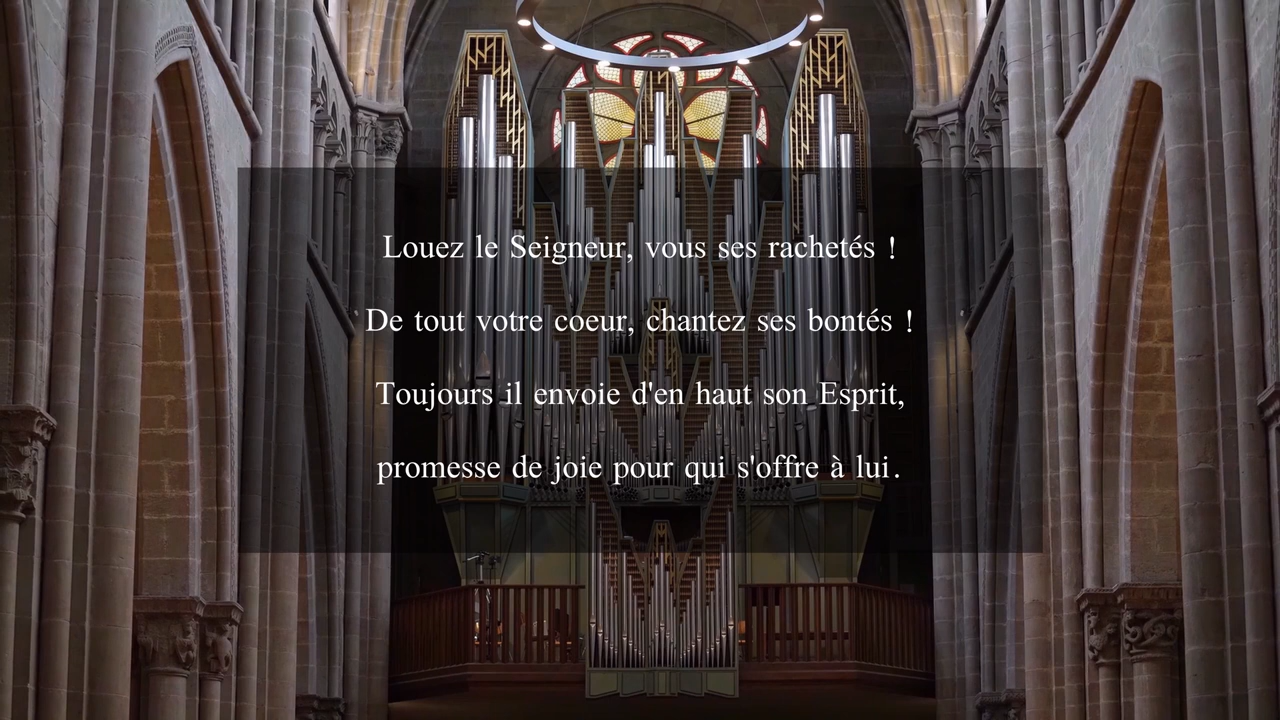 Louez le Seigneur, vous ses rachetés !
De tout votre coeur, chantez ses bontés !
Toujours il envoie d'en haut son Esprit,
promesse de joie pour qui s'offre à lui.